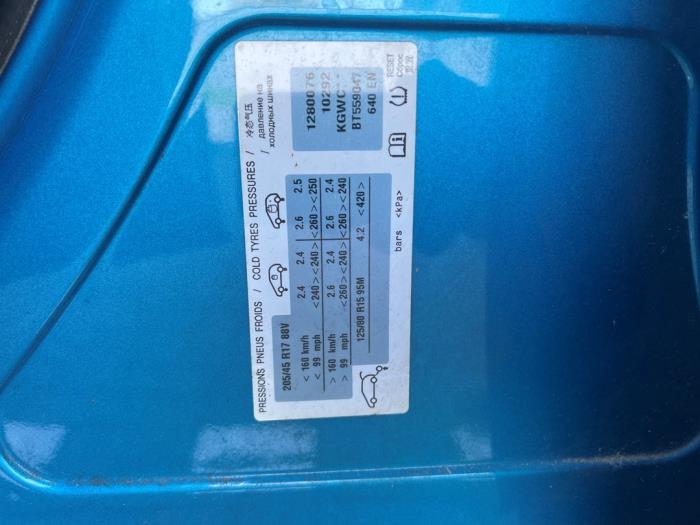 PRESSIONS PNEUS FROIDS / COLD TYRES PRESSURES / 冷态气压
/ давление на
холодных шинах
205/45 R17 88V
< 160 km/h 2.4 2.4 2.6 2.5
< 99 mph <240> <240> <260> <250
> 160 km/h 2.6 2.4 2.6 2.4
> 99 mph <260> <240> <260> <240
125/80 R15 95M 4.2 <420>
bars <kPa>
1280076
10292
KGWC
BT559047
640 EN
i
(!)
RESET
Сброс